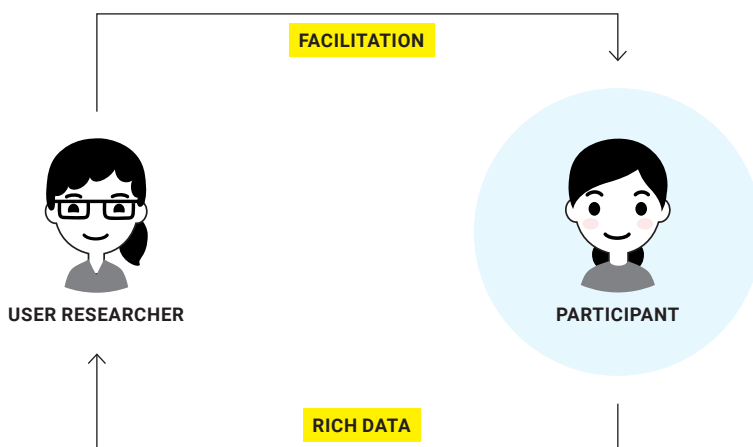 FACILITATION
USER RESEARCHER
PARTICIPANT
RICH DATA